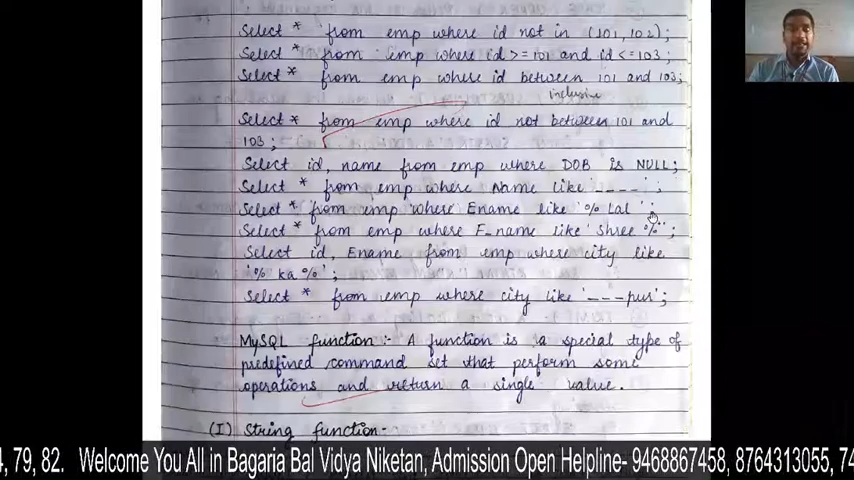 Select * from emp where id not in (101, 102);
Select * from emp where id >= 101 and id <= 103;
Select * from emp where id between 101 and 103;
inclusive
Select * from emp where id not between 101 and
103;
Select id, name from emp where DOB is NULL;
Select * from emp where Name like '_ _ _ _';
Select * from emp where Ename like '% Lal';
Select * from emp where E_name like 'Shree %';
Select id, Ename from emp where city like
'% ka %';
Select * from emp where city like '_ _ _ pur';
MySQL function :- A function is a special type of
predefined command set that perform some
operations and return a single value.
(I) String function-
4, 79, 82. Welcome You All in Bagaria Bal Vidya Niketan, Admission Open Helpline- 9468867458, 8764313055, 74